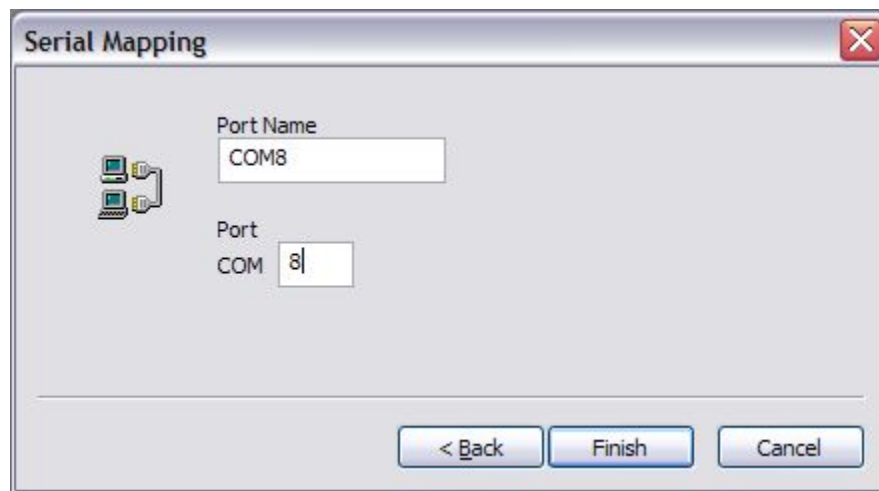 Serial Mapping
Port Name
COM8
Port
COM 8
< Back Finish Cancel